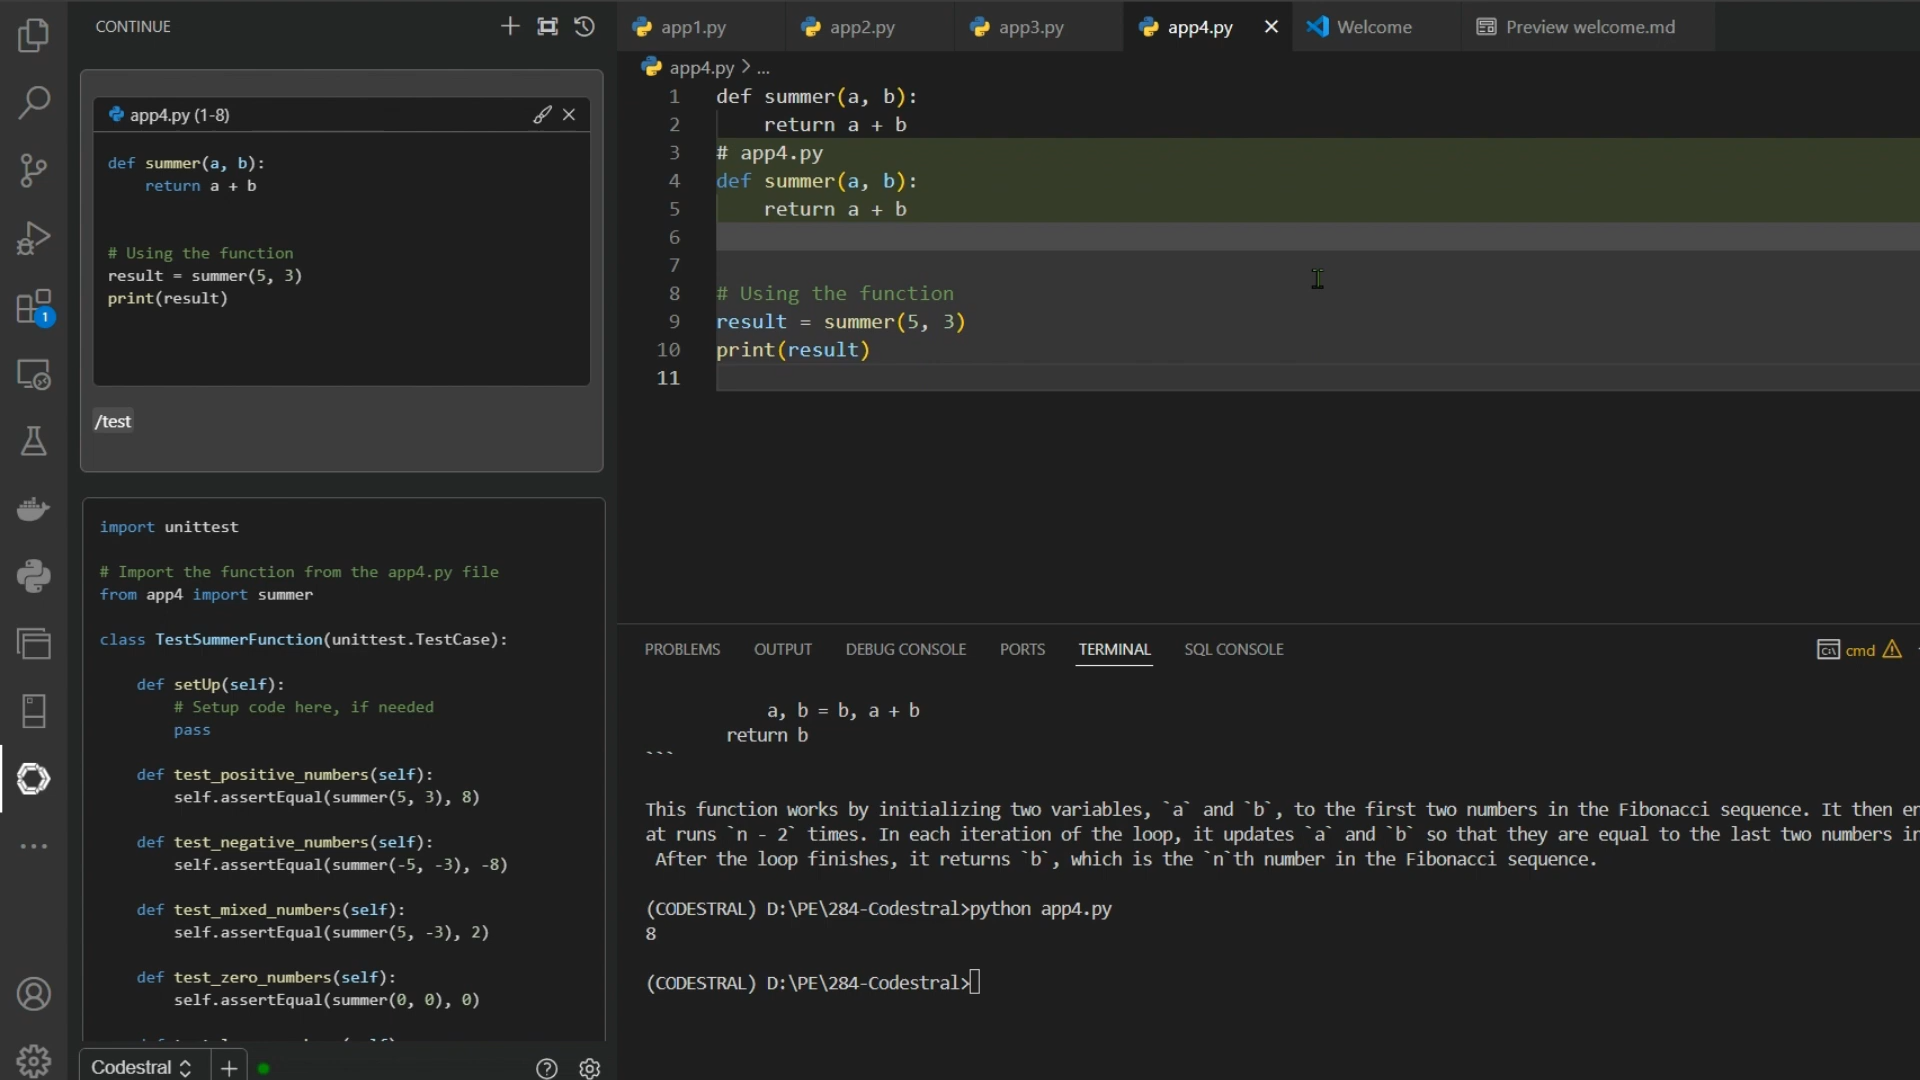 CONTINUE
app4.py (1-8)
def summer(a, b):
    return a + b
# Using the function
result = summer(5, 3)
print(result)
/test
import unittest
# Import the function from the app4.py file
from app4 import summer
class TestSummerFunction(unittest.TestCase):
    def setUp(self):
        # Setup code here, if needed
        pass
    def test_positive_numbers(self):
        self.assertEqual(summer(5, 3), 8)
    def test_negative_numbers(self):
        self.assertEqual(summer(-5, -3), -8)
    def test_mixed_numbers(self):
        self.assertEqual(summer(5, -3), 2)
    def test_zero_numbers(self):
        self.assertEqual(summer(0, 0), 0)
Codestral
1
app1.py
app2.py
app3.py
app4.py
Welcome
Preview welcome.md
app4.py > ...
1 def summer(a, b):
2     return a + b
3 # app4.py
4 def summer(a, b):
5     return a + b
6
7
8 # Using the function
9 result = summer(5, 3)
10 print(result)
11
PROBLEMS OUTPUT DEBUG CONSOLE PORTS TERMINAL SQL CONSOLE
cmd
            a, b = b, a + b
        return b
```
This function works by initializing two variables, `a` and `b`, to the first two numbers in the Fibonacci sequence. It then
at runs `n - 2` times. In each iteration of the loop, it updates `a` and `b` so that they are equal to the last two numbers
 After the loop finishes, it returns `b`, which is the `n`th number in the Fibonacci sequence.
(CODESTRAL) D:\PE\284-Codestral>python app4.py
8
(CODESTRAL) D:\PE\284-Codestral>